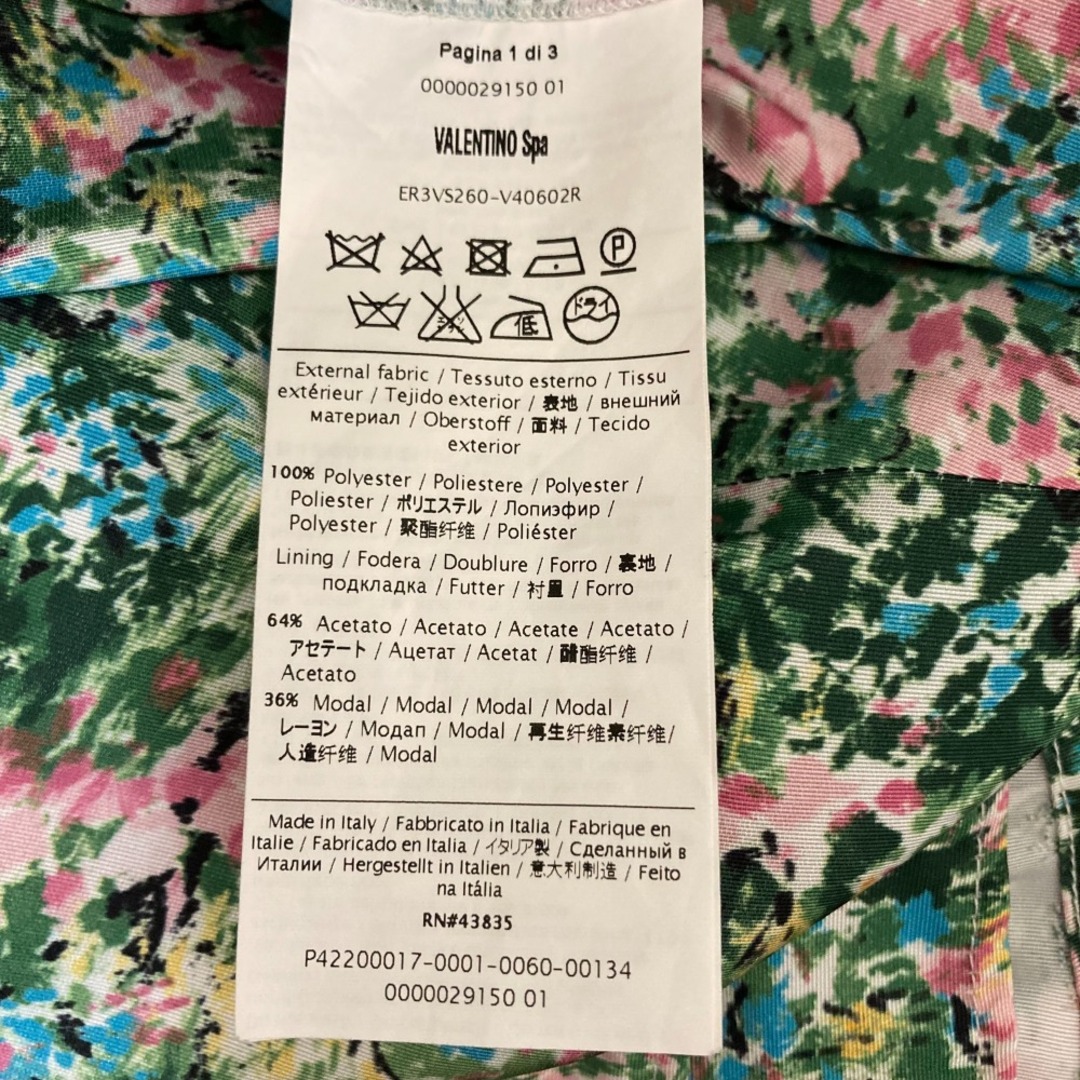 Pagina 1 di 3
0000029150 01
VALENTINO Spa
ER3VS260-V40602R
P
ドライ
低
External fabric / Tessuto esterno / Tissu
extérieur / Tejido exterior / 表地 / внешний
материал / Oberstoff / 面料 / Tecido
exterior
100% Polyester / Poliestere / Polyester /
Poliester / ポリエステル / Лопиэфир /
Polyester / 聚酯纤维 / Poliéster
Lining / Fodera / Doublure / Forro / 裏地 /
подкладка / Futter / 衬里 / Forro
64% Acetato / Acetato / Acetate / Acetato /
アセテート / Ацетат / Acetat / 醋酯纤维 /
Acetato
36% Modal / Modal / Modal / Modal /
レーヨン / Модал / Modal / 再生纤维素纤维/
人造纤维 / Modal
Made in Italy / Fabbricato in Italia / Fabrique en
Italie / Fabricado en Italia / イタリア製 / Сделанный в
Италии / Hergestellt in Italien / 意大利制造 / Feito
na Itália
RN#43835
P42200017-0001-0060-00134
0000029150 01